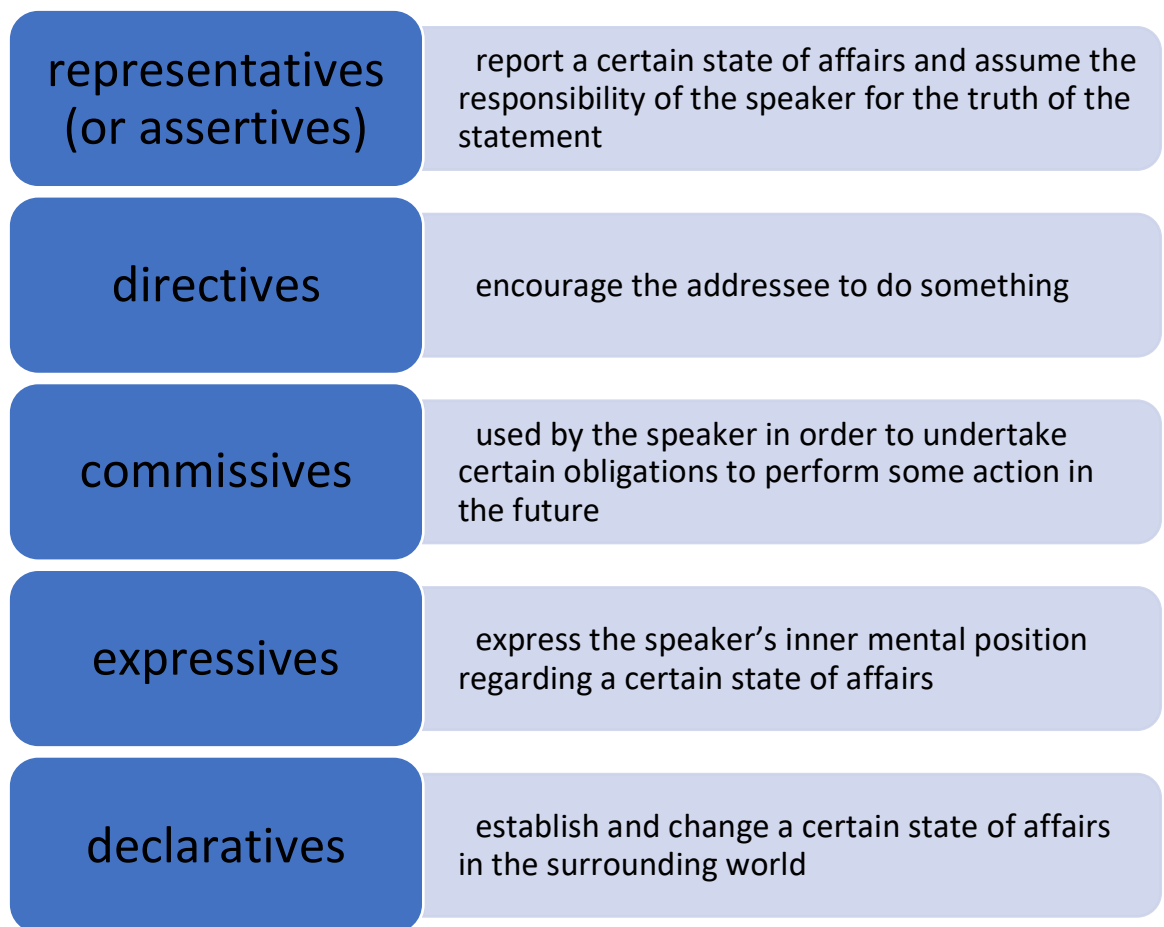 representatives
(or assertives)
report a certain state of affairs and assume the
responsibility of the speaker for the truth of the
statement
directives
encourage the addressee to do something
commissives
used by the speaker in order to undertake
certain obligations to perform some action in
the future
expressives
express the speaker’s inner mental position
regarding a certain state of affairs
declaratives
establish and change a certain state of affairs
in the surrounding world